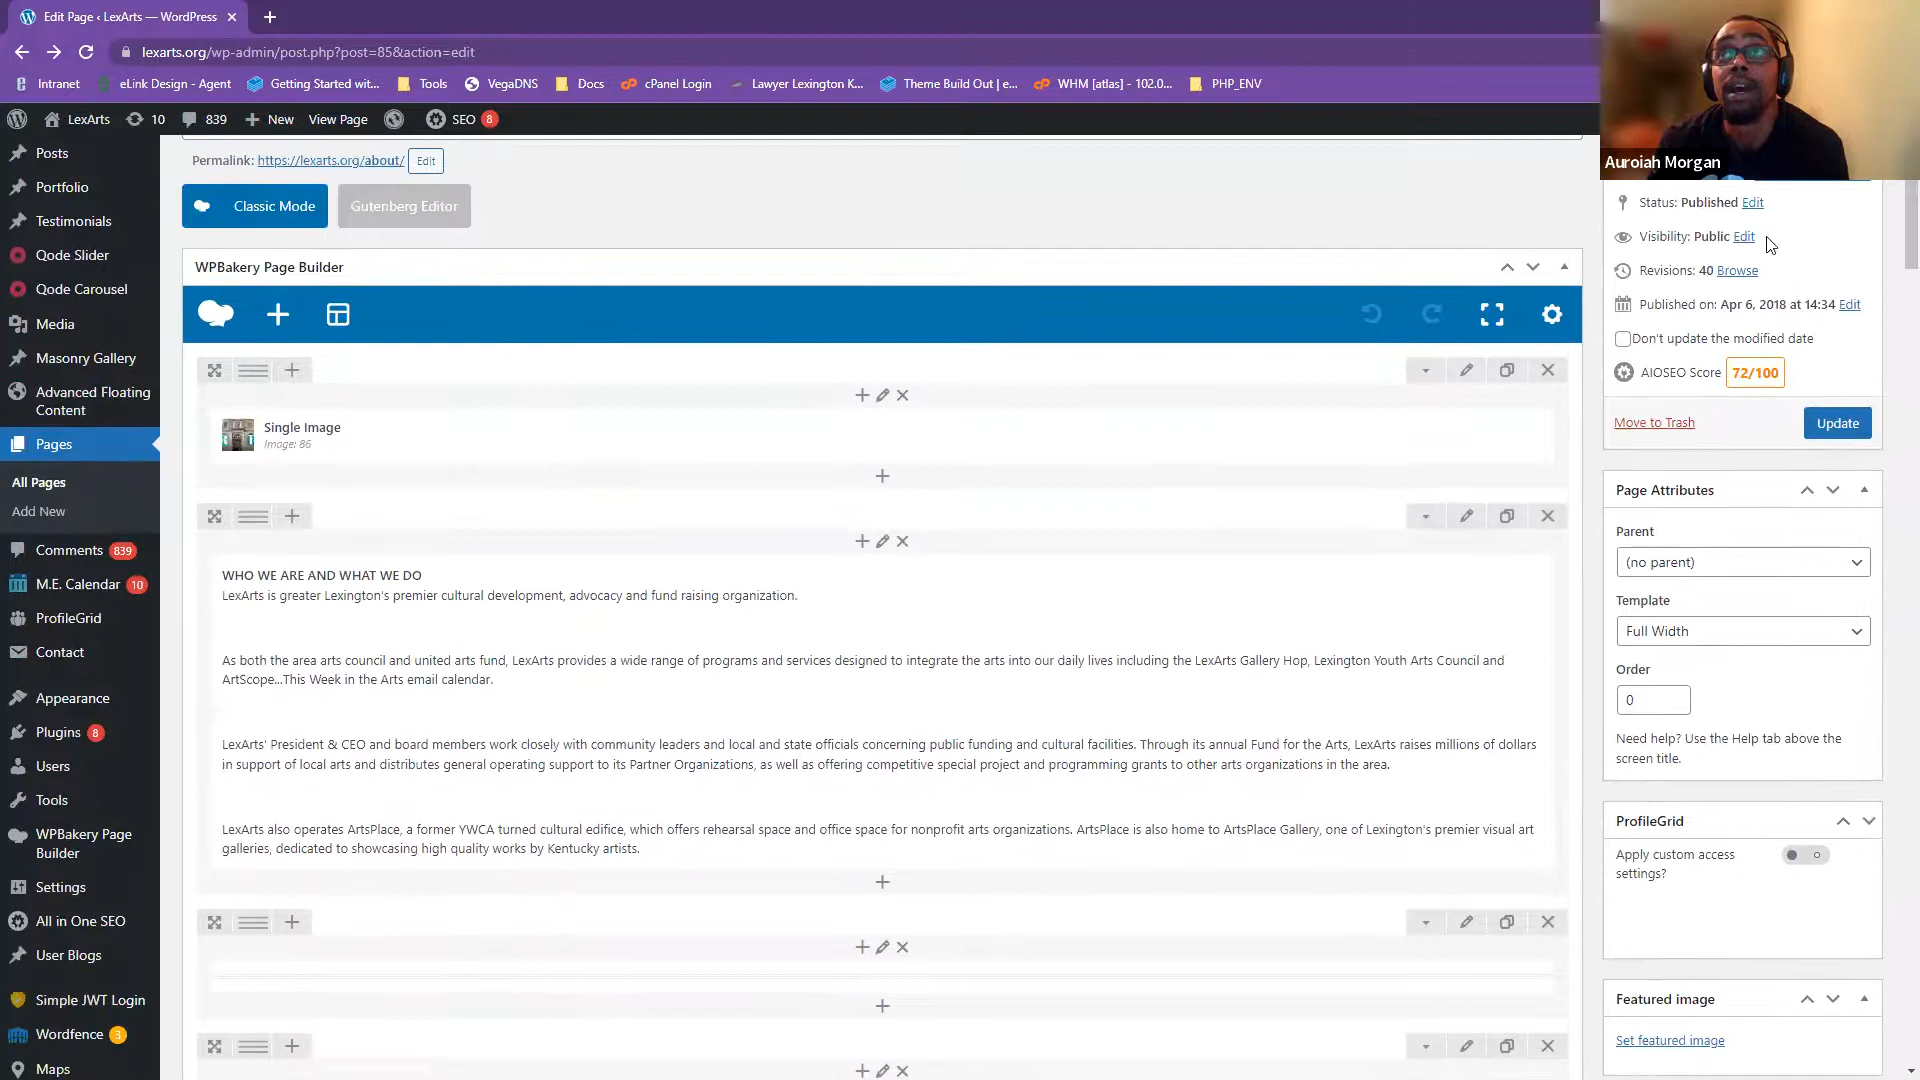 Edit Page ‹ LexArts — WordPress
lexarts.org/wp-admin/post.php?post=85&action=edit
Intranet
eLink Design - Agent
Getting Started wit...
Tools
VegaDNS
Docs
cPanel Login
Lawyer Lexington K...
Theme Build Out | e...
WHM [atlas] - 102.0...
PHP_ENV
Auroiah Morgan
LexArts
10
839
New
View Page
SEO
8
Posts
Portfolio
Testimonials
Qode Slider
Qode Carousel
Media
Masonry Gallery
Advanced Floating
Content
Pages
All Pages
Add New
Comments 839
M.E. Calendar 10
ProfileGrid
Contact
Appearance
Plugins 8
Users
Tools
WPBakery Page
Builder
Settings
All in One SEO
User Blogs
Simple JWT Login
Wordfence 3
Maps
Permalink: https://lexarts.org/about/ Edit
Classic Mode
Gutenberg Editor
WPBakery Page Builder
Single Image
Image: 86
WHO WE ARE AND WHAT WE DO
LexArts is greater Lexington's premier cultural development, advocacy and fund raising organization.
As both the area arts council and united arts fund, LexArts provides a wide range of programs and services designed to integrate the arts into our daily lives including the LexArts Gallery Hop, Lexington Youth Arts Council and
ArtScope...This Week in the Arts email calendar.
LexArts' President & CEO and board members work closely with community leaders and local and state officials concerning public funding and cultural facilities. Through its annual Fund for the Arts, LexArts raises millions of dollars
in support of local arts and distributes general operating support to its Partner Organizations, as well as offering competitive special project and programming grants to other arts organizations in the area.
LexArts also operates ArtsPlace, a former YWCA turned cultural edifice, which offers rehearsal space and office space for nonprofit arts organizations. ArtsPlace is also home to ArtsPlace Gallery, one of Lexington's premier visual art
galleries, dedicated to showcasing high quality works by Kentucky artists.
Status: Published Edit
Visibility: Public Edit
Revisions: 40 Browse
Published on: Apr 6, 2018 at 14:34 Edit
Don't update the modified date
AIOSEO Score 72/100
Move to Trash
Update
Page Attributes
Parent
(no parent)
Template
Full Width
Order
0
Need help? Use the Help tab above the
screen title.
ProfileGrid
Apply custom access
settings?
Featured image
Set featured image